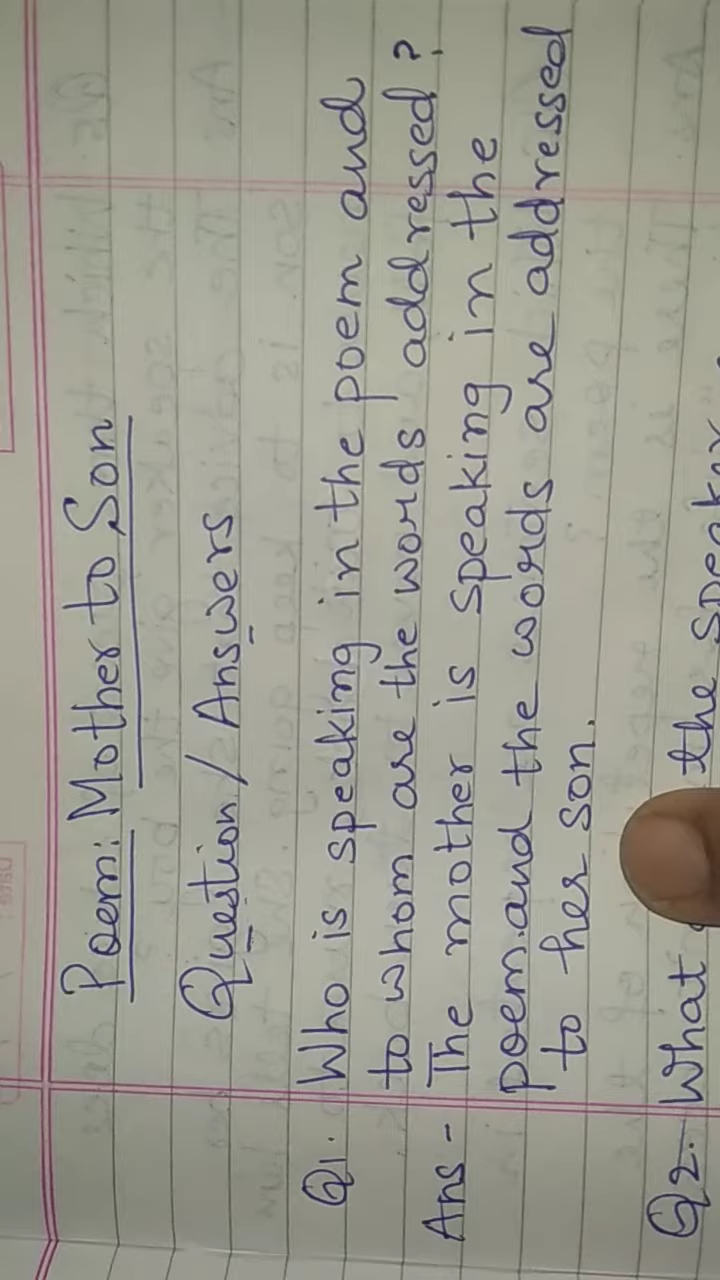 Poem: Mother to Son
Question / Answers
Q1. Who is speaking in the poem and
to whom are the words addressed?
Ans - The mother is speaking in the
poem and the words are addressed
to her son.
Q2. What the speaker